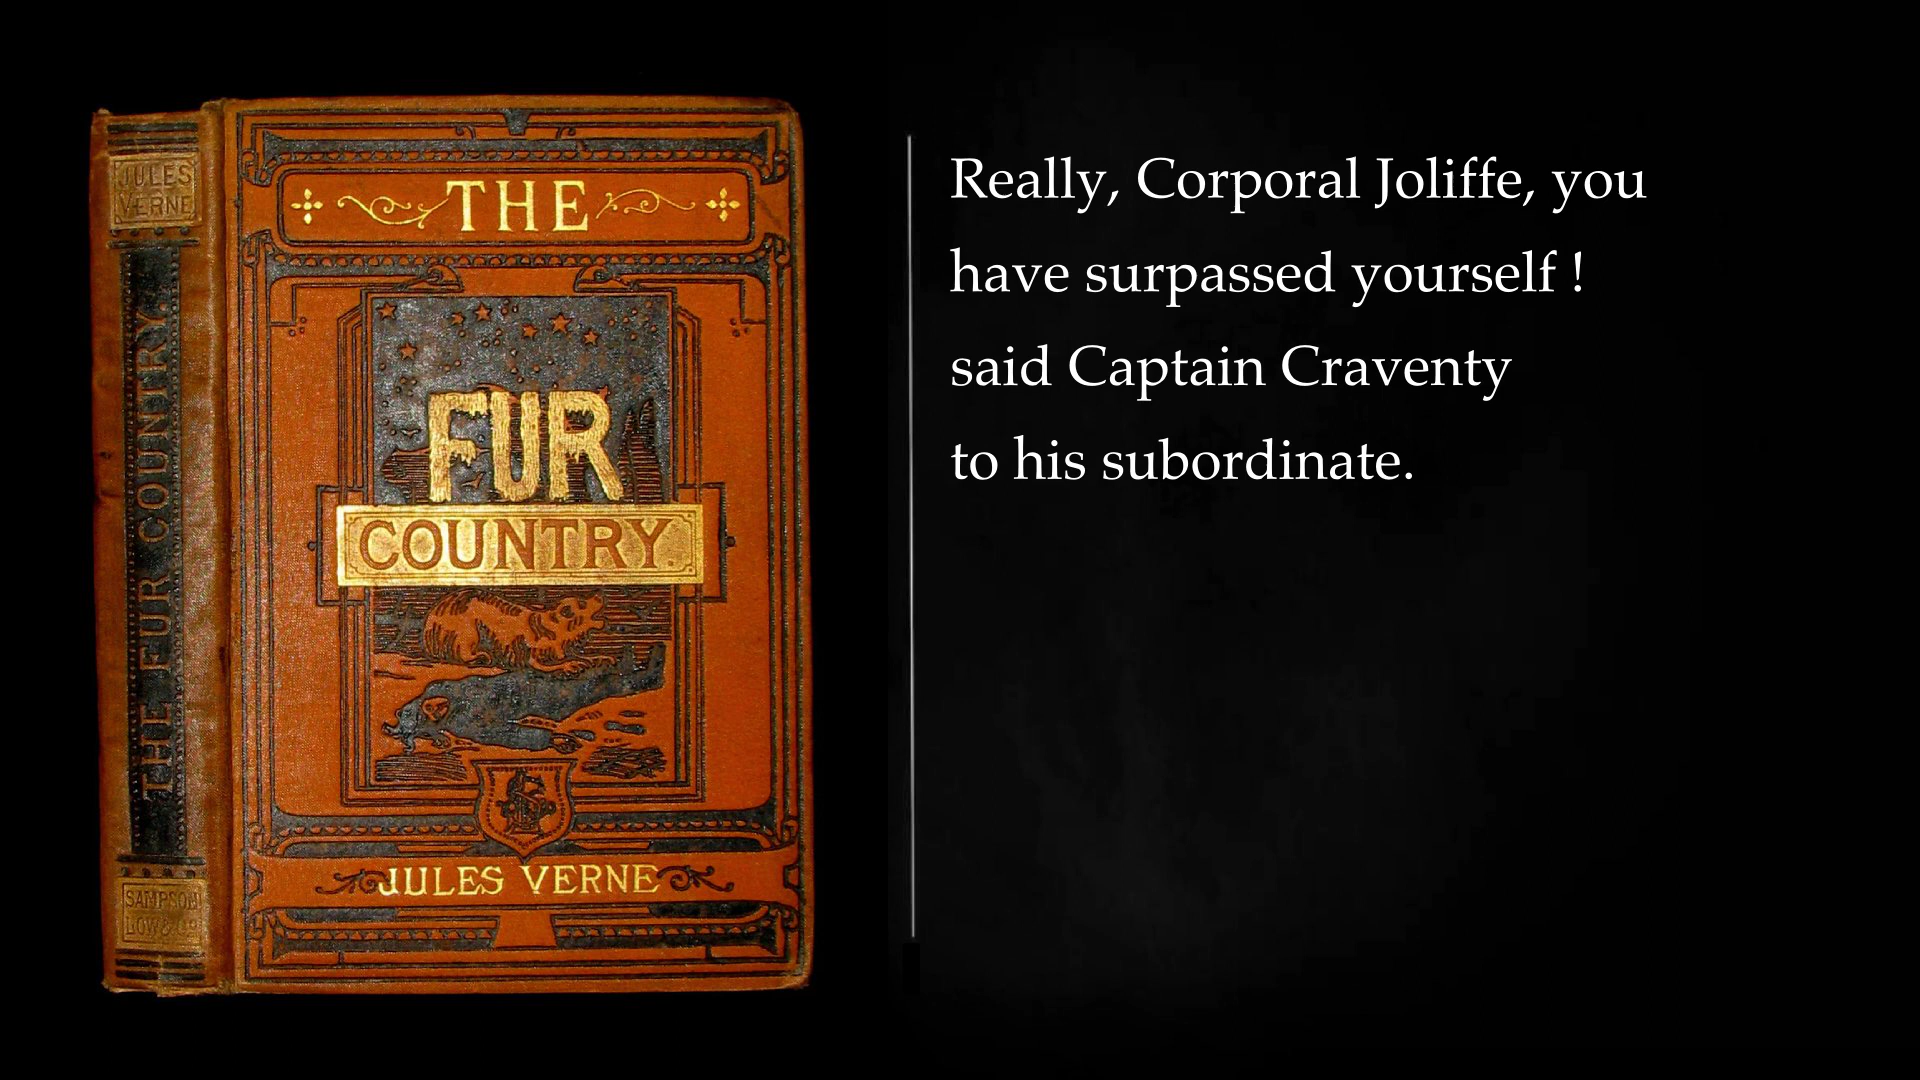 JULES
VERNE
THE FUR COUNTRY.
SAMPSON
LOW & Co
THE
FUR
COUNTRY.
JULES VERNE
Really, Corporal Joliffe, you
have surpassed yourself !
said Captain Craventy
to his subordinate.